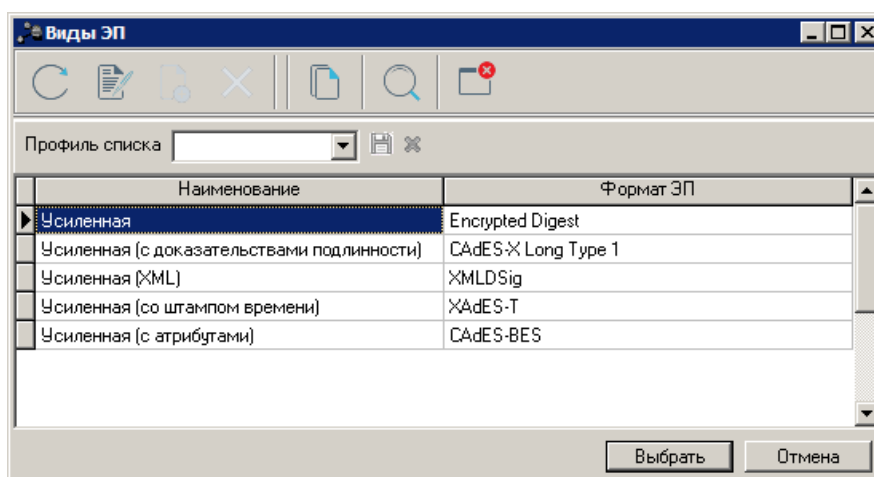 Виды ЭП
Профиль списка
Наименование Формат ЭП
Усиленная Encrypted Digest
Усиленная (с доказательствами подлинности) CAdES-X Long Type 1
Усиленная (XML) XMLDSig
Усиленная (со штампом времени) XAdES-T
Усиленная (с атрибутами) CAdES-BES
Выбрать Отмена